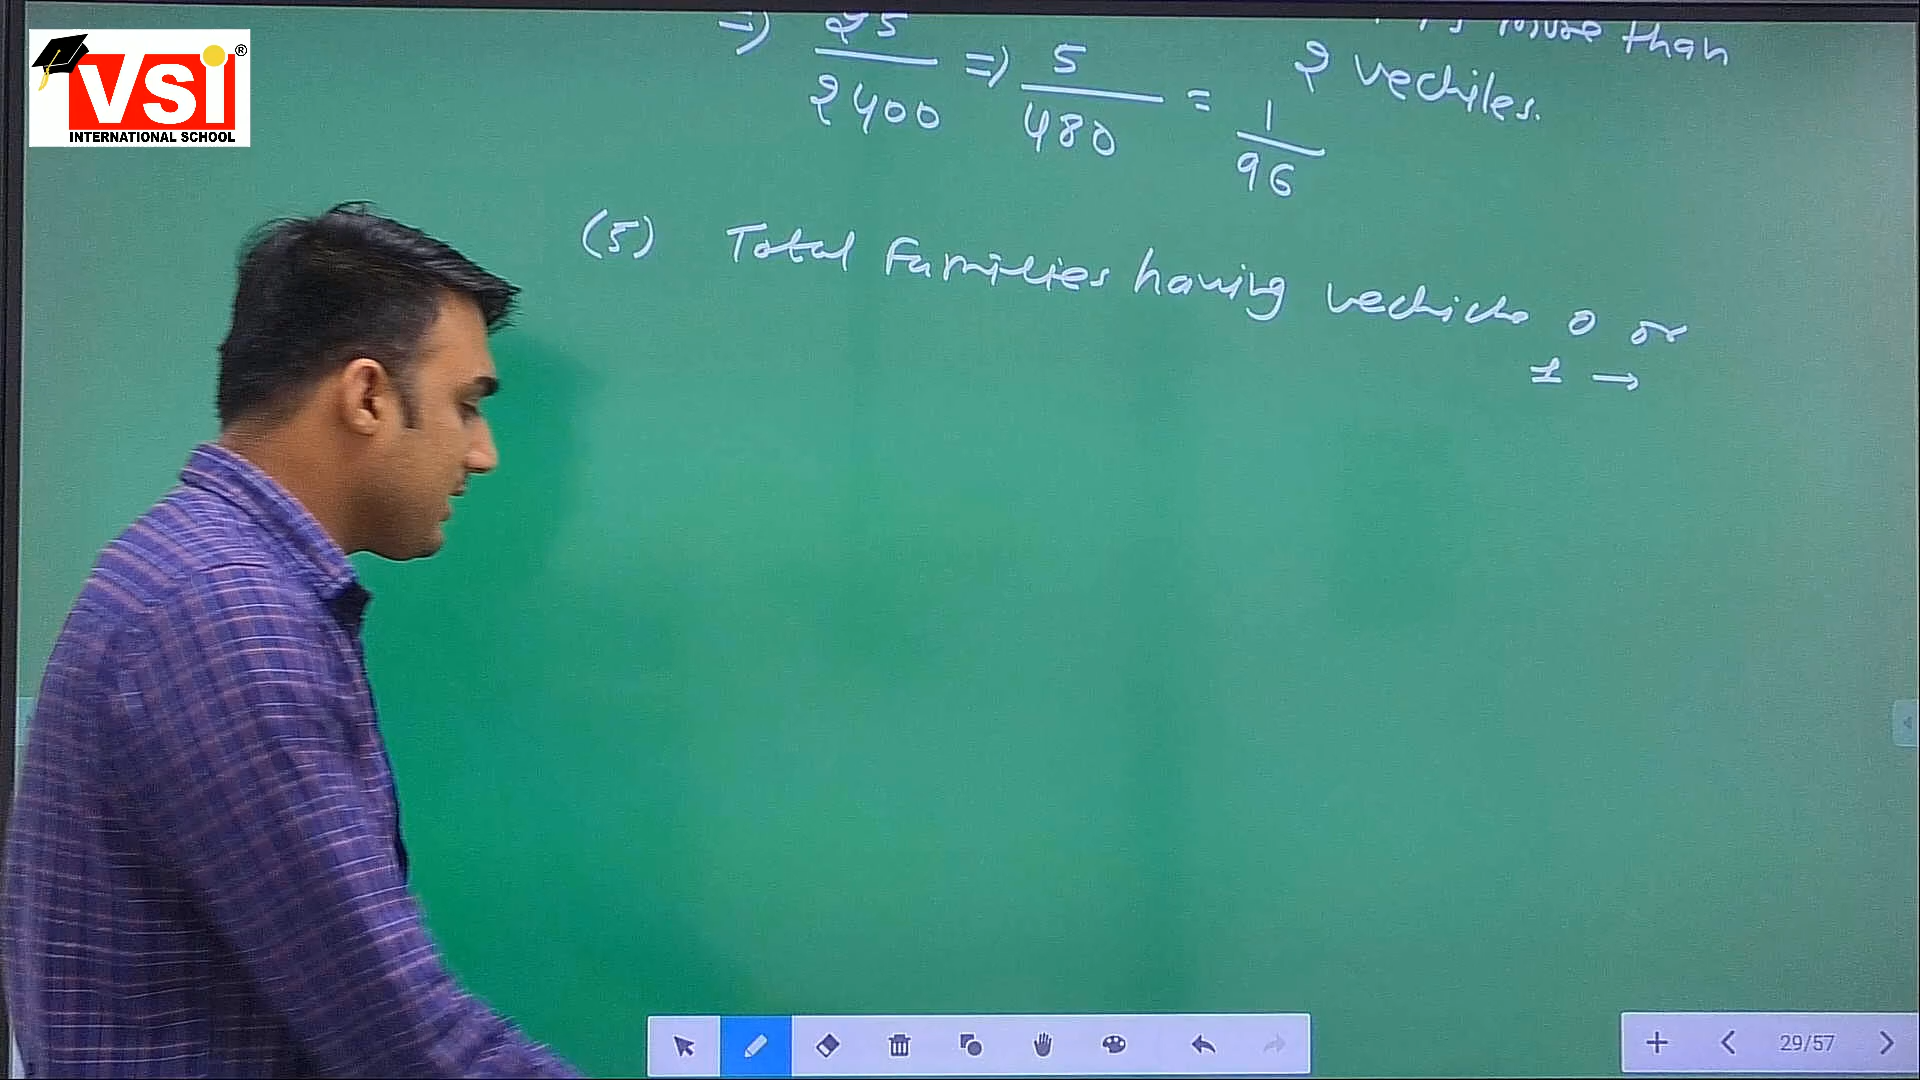 VSI ®
INTERNATIONAL SCHOOL
more than
2 vechiles.
=) 25/2400 =) 5/480 = 1/96
(5) Total Families having vechicle 0 or
1 →
29/57